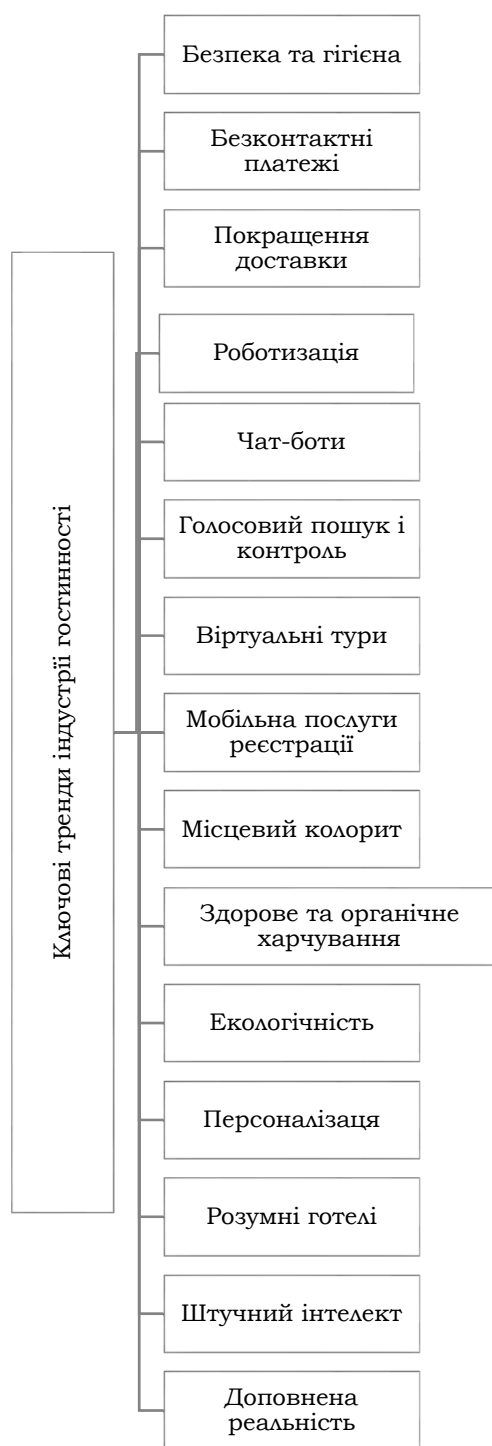 Ключові тренди індустрії гостинності
Безпека та гігієна
Безконтактні
платежі
Покращення
доставки
Роботизація
Чат-боти
Голосовий пошук і
контроль
Віртуальні тури
Мобільна послуги
реєстрації
Місцевий колорит
Здорове та органічне
харчування
Екологічність
Персоналізаця
Розумні готелі
Штучний інтелект
Доповнена
реальність